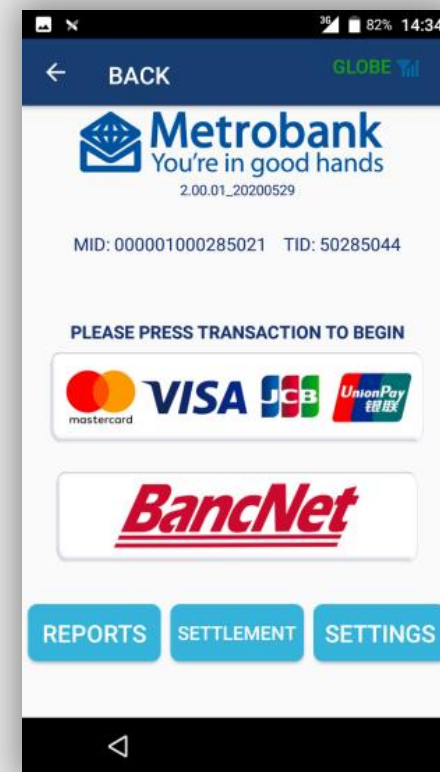 3G 82% 14:34
BACK GLOBE
Metrobank
You're in good hands
2.00.01_20200529
MID: 000001000285021 TID: 50285044
PLEASE PRESS TRANSACTION TO BEGIN
mastercard VISA JCB UnionPay
银联
BancNet
REPORTS SETTLEMENT SETTINGS